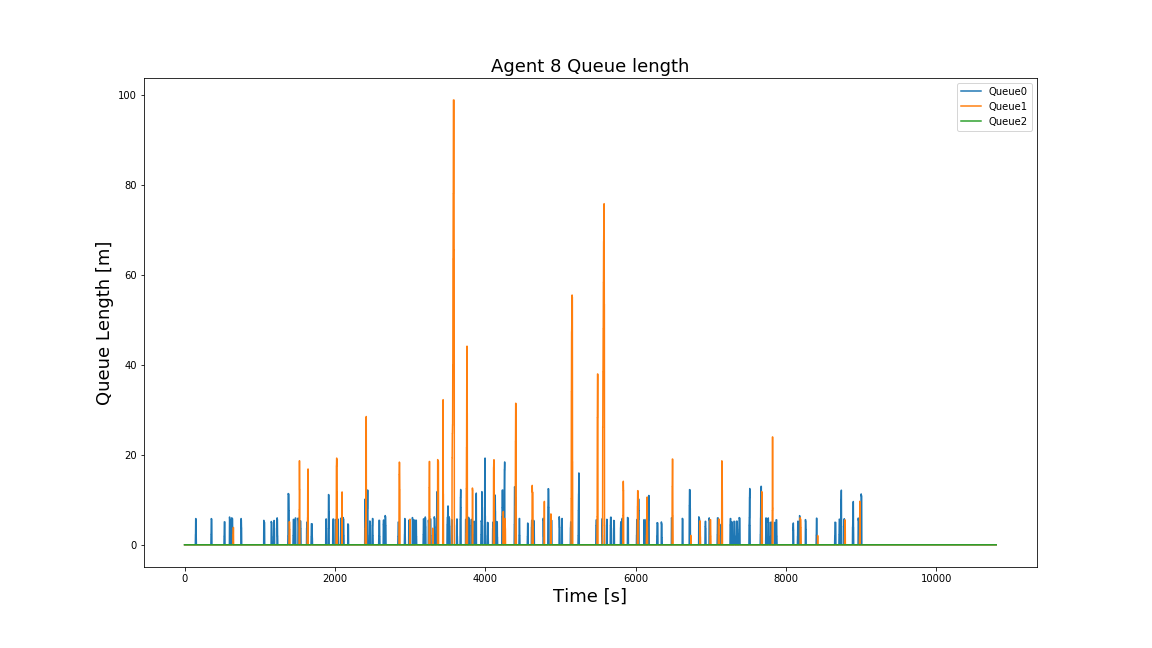 Agent 8 Queue length
Queue0
Queue1
Queue2
100
80
60
40
20
0
Queue Length [m]
0 2000 4000 6000 8000 10000
Time [s]